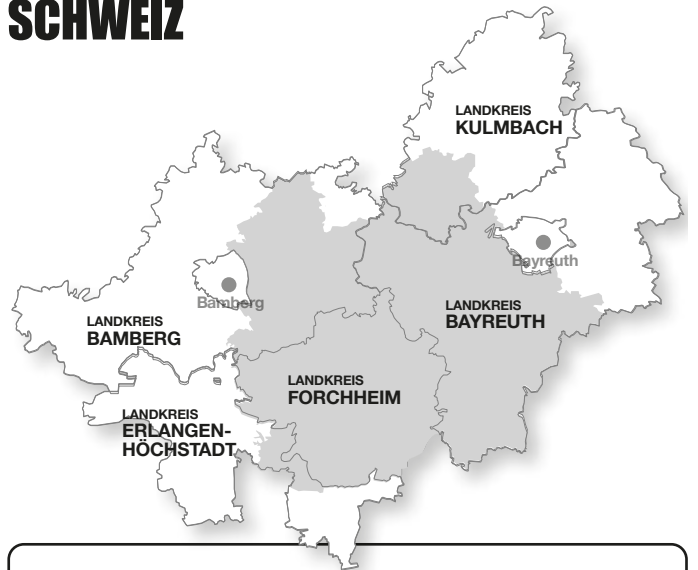 SCHWEIZ
LANDKREIS
KULMBACH
Bayreuth
Bamberg
LANDKREIS
BAYREUTH
LANDKREIS
BAMBERG
LANDKREIS
FORCHHEIM
LANDKREIS
ERLANGEN-
HÖCHSTADT